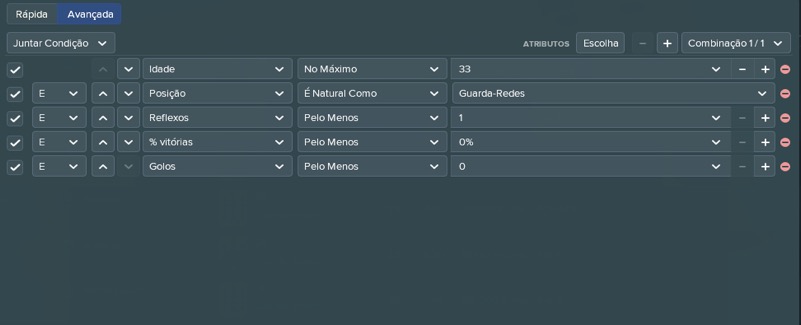 Rápida Avançada
Juntar Condição ATRIBUTOS Escolha − + Combinação 1 / 1
Idade No Máximo 33 − +
E Posição É Natural Como Guarda-Redes
E Reflexos Pelo Menos 1 − +
E % vitórias Pelo Menos 0% − +
E Golos Pelo Menos 0 − +